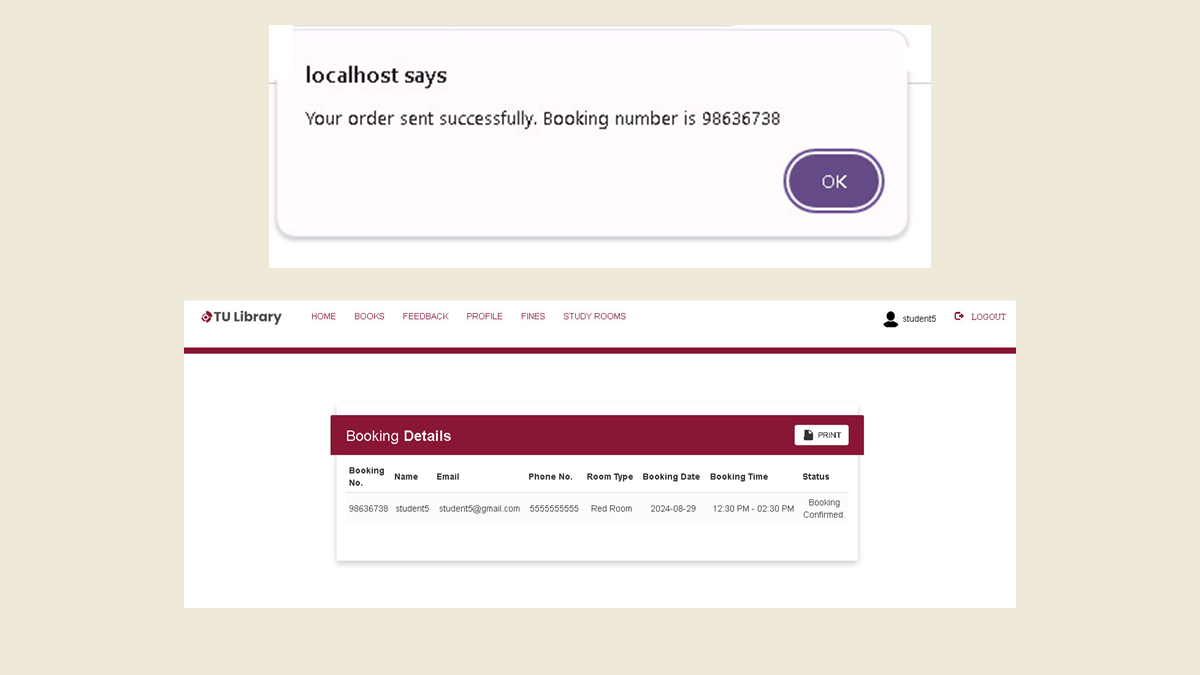 localhost says
Your order sent successfully. Booking number is 98636738
OK
TU Library HOME BOOKS FEEDBACK PROFILE FINES STUDY ROOMS student5 LOGOUT
Booking Details PRINT
Booking No. Name Email Phone No. Room Type Booking Date Booking Time Status
98636738 student5 student5@gmail.com 5555555555 Red Room 2024-08-29 12:30 PM - 02:30 PM Booking Confirmed.